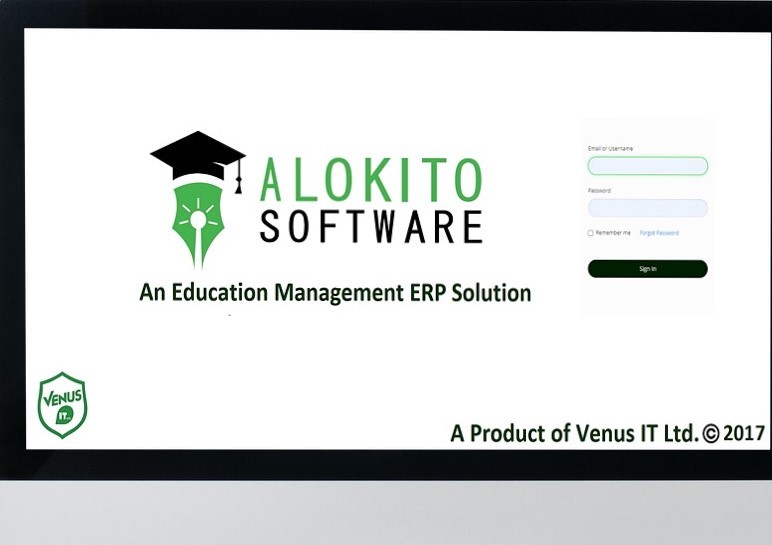 ALOKITO
SOFTWARE
An Education Management ERP Solution
Email or Username
Password
Remember me Forgot Password
Sign In
VENUS
IT
A Product of Venus IT Ltd. © 2017